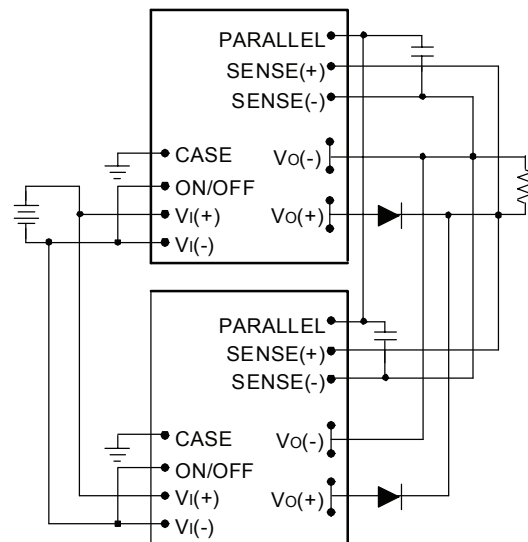 PARALLEL
SENSE(+)
SENSE(-)
CASE
VO(-)
ON/OFF
VI(+)
VO(+)
VI(-)
PARALLEL
SENSE(+)
SENSE(-)
CASE
VO(-)
ON/OFF
VI(+)
VO(+)
VI(-)